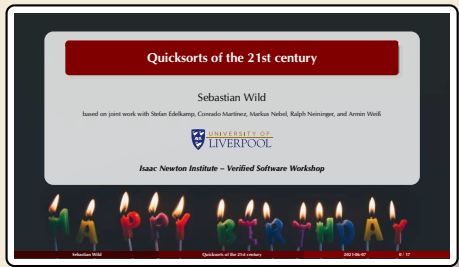 Quicksorts of the 21st century
Sebastian Wild
based on joint work with Stefan Edelkamp, Conrado Martínez, Markus Nebel, Ralph Neininger, and Armin Weiß
UNIVERSITY OF
LIVERPOOL
Isaac Newton Institute – Verified Software Workshop
HAPPY BIRTHDAY
Sebastian Wild Quicksorts of the 21st century 2021-06-07 0 / 17